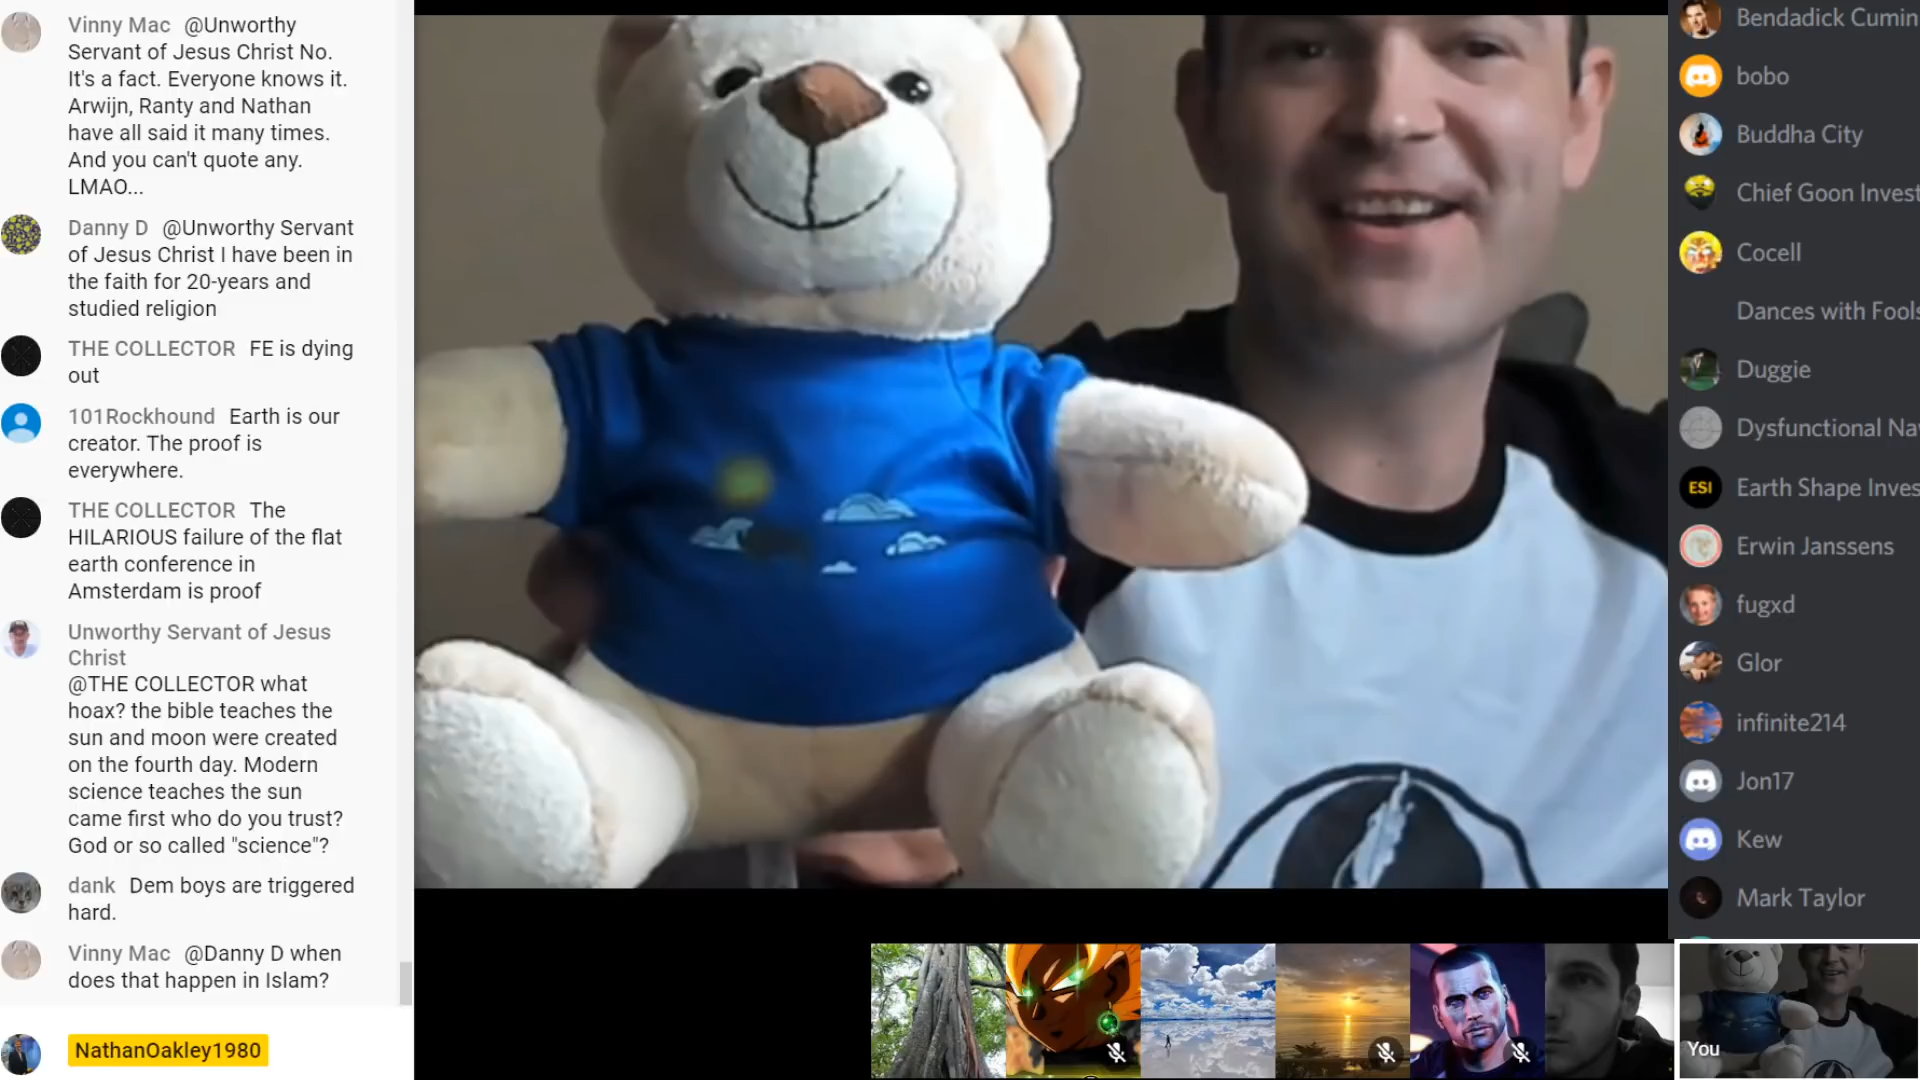 Vinny Mac @Unworthy
Servant of Jesus Christ No.
It's a fact. Everyone knows it.
Arwijn, Ranty and Nathan
have all said it many times.
And you can't quote any.
LMAO...
Danny D @Unworthy Servant
of Jesus Christ I have been in
the faith for 20-years and
studied religion
THE COLLECTOR FE is dying
out
101Rockhound Earth is our
creator. The proof is
everywhere.
THE COLLECTOR The
HILARIOUS failure of the flat
earth conference in
Amsterdam is proof
Unworthy Servant of Jesus
Christ
@THE COLLECTOR what
hoax? the bible teaches the
sun and moon were created
on the fourth day. Modern
science teaches the sun
came first who do you trust?
God or so called "science"?
dank Dem boys are triggered
hard.
Vinny Mac @Danny D when
does that happen in Islam?
NathanOakley1980
Bendadick Cumin
bobo
Buddha City
Chief Goon Invest
Cocell
Dances with Fools
Duggie
Dysfunctional Na
ESI Earth Shape Inves
Erwin Janssens
fugxd
Glor
infinite214
Jon17
Kew
Mark Taylor
You